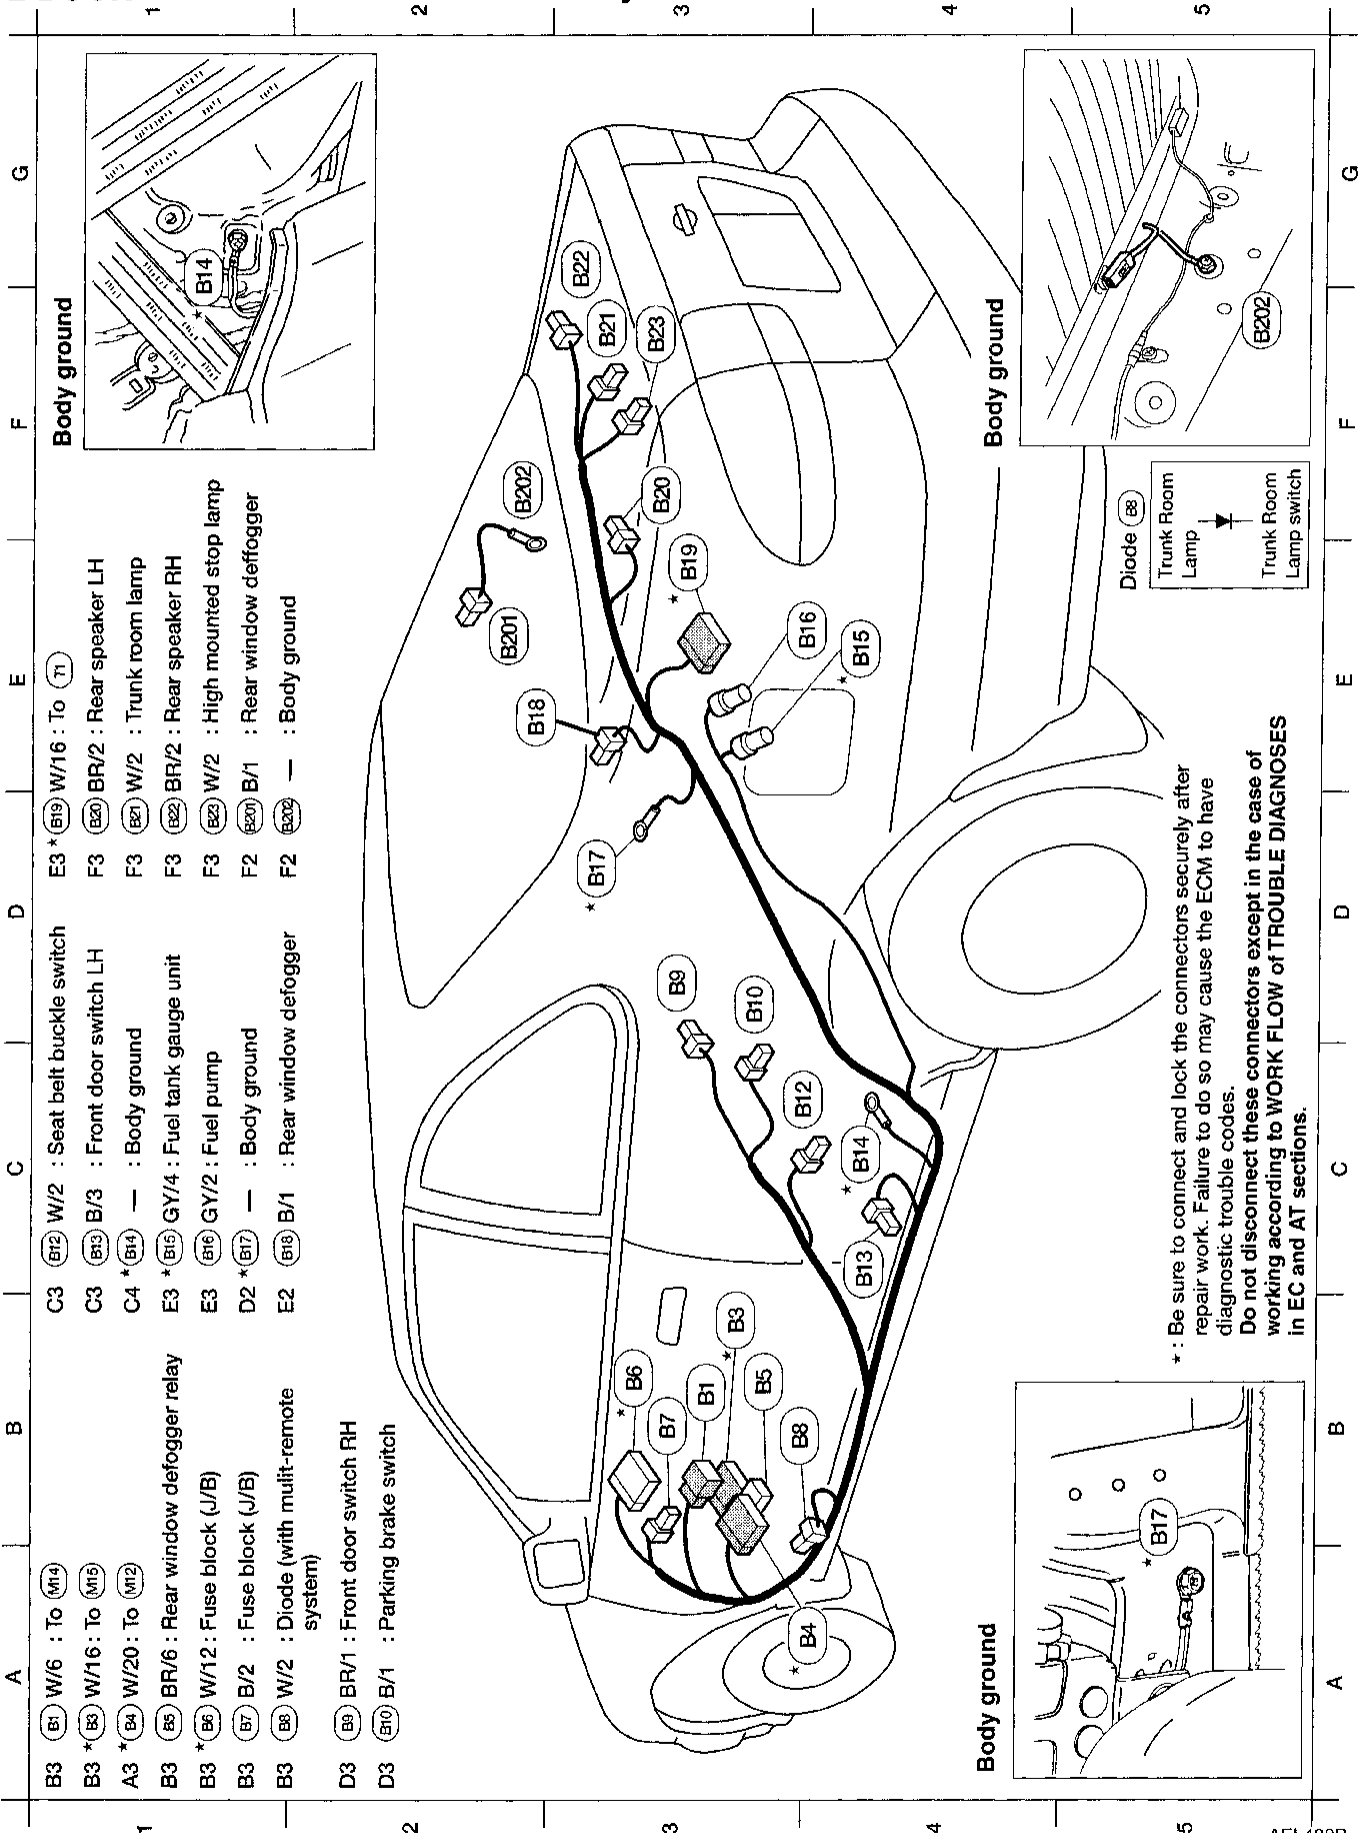 A B C D E F G
1 2 3 4 5
B3 B1 W/6 : To M14
B3 * B3 W/16 : To M15
A3 * B4 W/20 : To M12
B3 B5 BR/6 : Rear window defogger relay
B3 * B6 W/12 : Fuse block (J/B)
B3 B7 B/2 : Fuse block (J/B)
B3 B8 W/2 : Diode (with mulit-remote
system)
D3 B9 BR/1 : Front door switch RH
D3 B10 B/1 : Parking brake switch
C3 B12 W/2 : Seat belt buckle switch
C3 B13 B/3 : Front door switch LH
C4 * B14 — : Body ground
E3 * B15 GY/4 : Fuel tank gauge unit
E3 B16 GY/2 : Fuel pump
D2 * B17 — : Body ground
E2 B18 B/1 : Rear window defogger
E3 * B19 W/16 : To T1
F3 B20 BR/2 : Rear speaker LH
F3 B21 W/2 : Trunk room lamp
F3 B22 BR/2 : Rear speaker RH
F3 B23 W/2 : High mounted stop lamp
F2 B201 B/1 : Rear window deffogger
F2 B202 — : Body ground
Body ground
B14
*
* B6
B7
B1
* B3
B5
B8
* B4
B9
B10
B12
* B14
B13
* B17
B18
B201
B202
* B19
B16
* B15
B20
B22
B21
B23
Body ground
* B17
* : Be sure to connect and lock the connectors securely after
repair work. Failure to do so may cause the ECM to have
diagnostic trouble codes.
Do not disconnect these connectors except in the case of
working according to WORK FLOW of TROUBLE DIAGNOSES
in EC and AT sections.
Diode B8
Trunk Room
Lamp
Trunk Room
Lamp switch
Body ground
B202
A B C D E F G
1 2 3 4 5